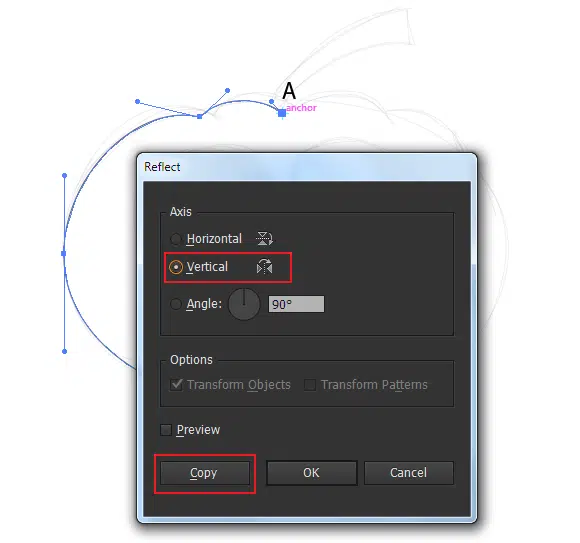 A
anchor
Reflect
Axis
Horizontal
Vertical
Angle: 90°
Options
Transform Objects Transform Patterns
Preview
Copy OK Cancel